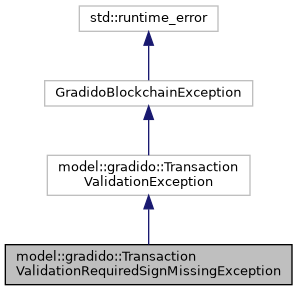 std::runtime_error
GradidoBlockchainException
model::gradido::Transaction
ValidationException
model::gradido::Transaction
ValidationRequiredSignMissingException